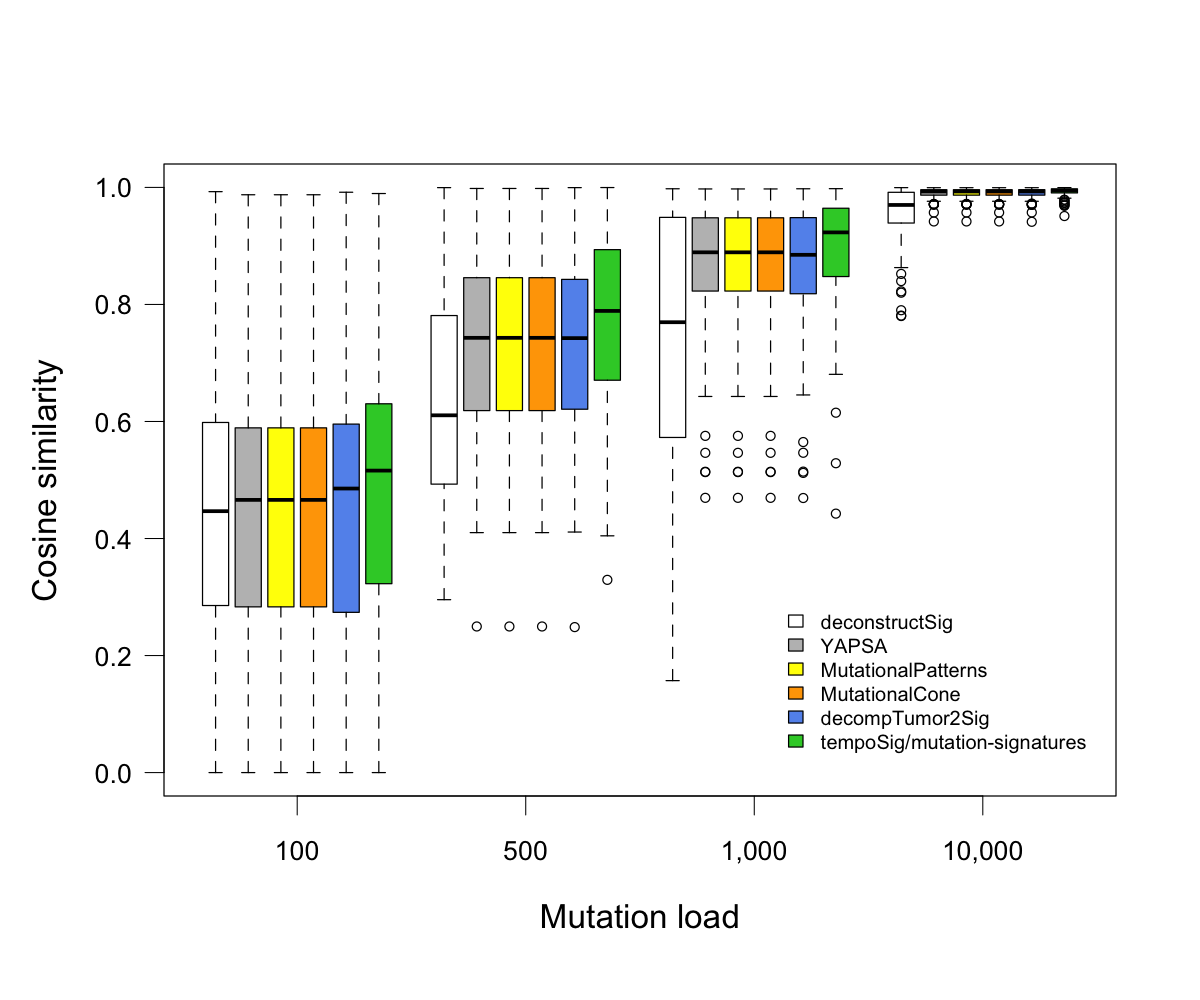 Cosine similarity
1.0
0.8
0.6
0.4
0.2
0.0
deconstructSig
YAPSA
MutationalPatterns
MutationalCone
decompTumor2Sig
tempoSig/mutation-signatures
100
500
1,000
10,000
Mutation load